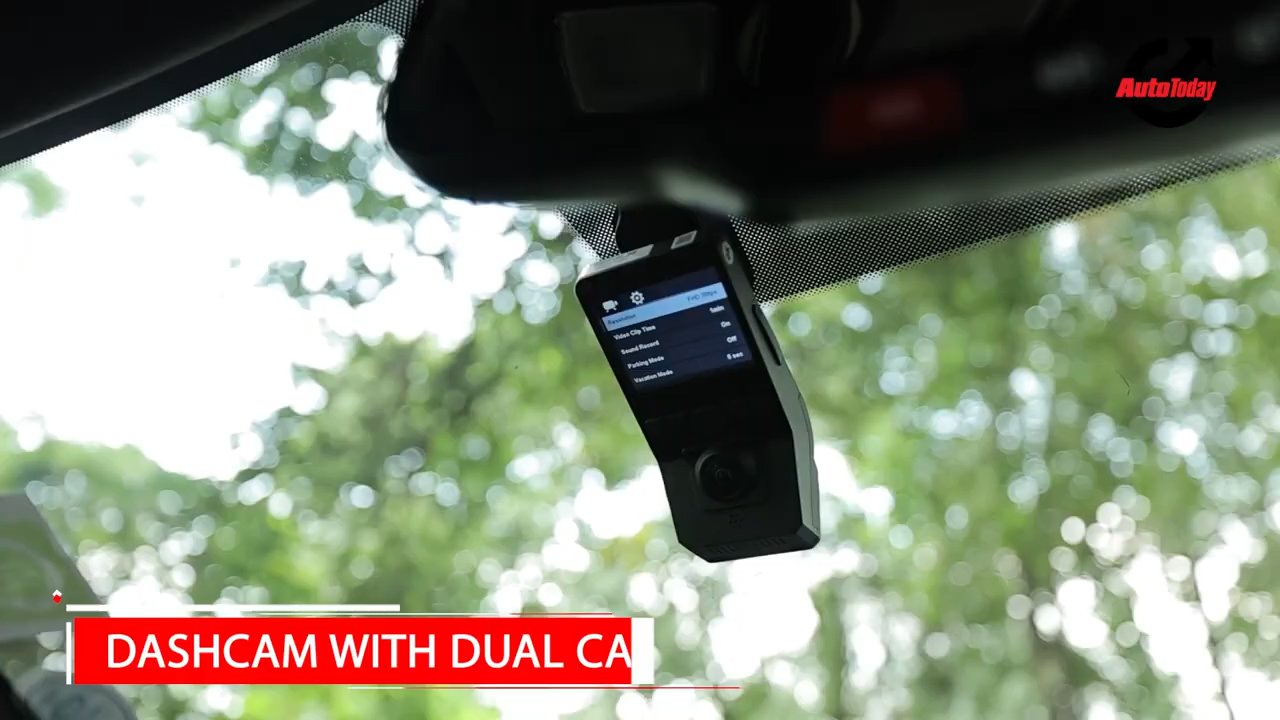 AutoToday
Resolution
Video Clip Time 1min
Sound Record On
Parking Mode Off
Vacation Mode 5 sec
DASHCAM WITH DUAL CA